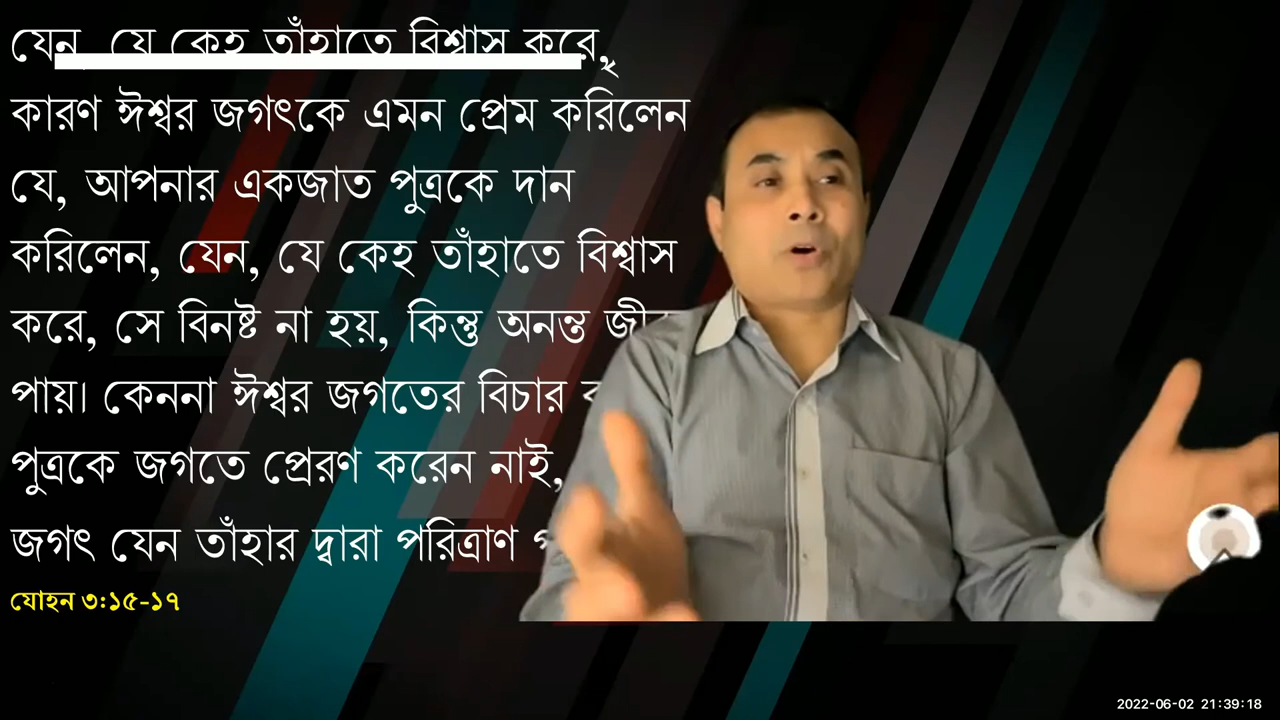 যেন, যে কেহ তাঁহাতে বিশ্বাস করে,
কারণ ঈশ্বর জগৎকে এমন প্রেম করিলেন
যে, আপনার একজাত পুত্রকে দান
করিলেন, যেন, যে কেহ তাঁহাতে বিশ্বাস
করে, সে বিনষ্ট না হয়, কিন্তু অনন্ত
পায়। কেননা ঈশ্বর জগতের বিচার
পুত্রকে জগতে প্রেরণ করেন নাই,
জগৎ যেন তাঁহার দ্বারা পরিত্রাণ
যোহন ৩:১৫-১৭
2022-06-02 21:39:18